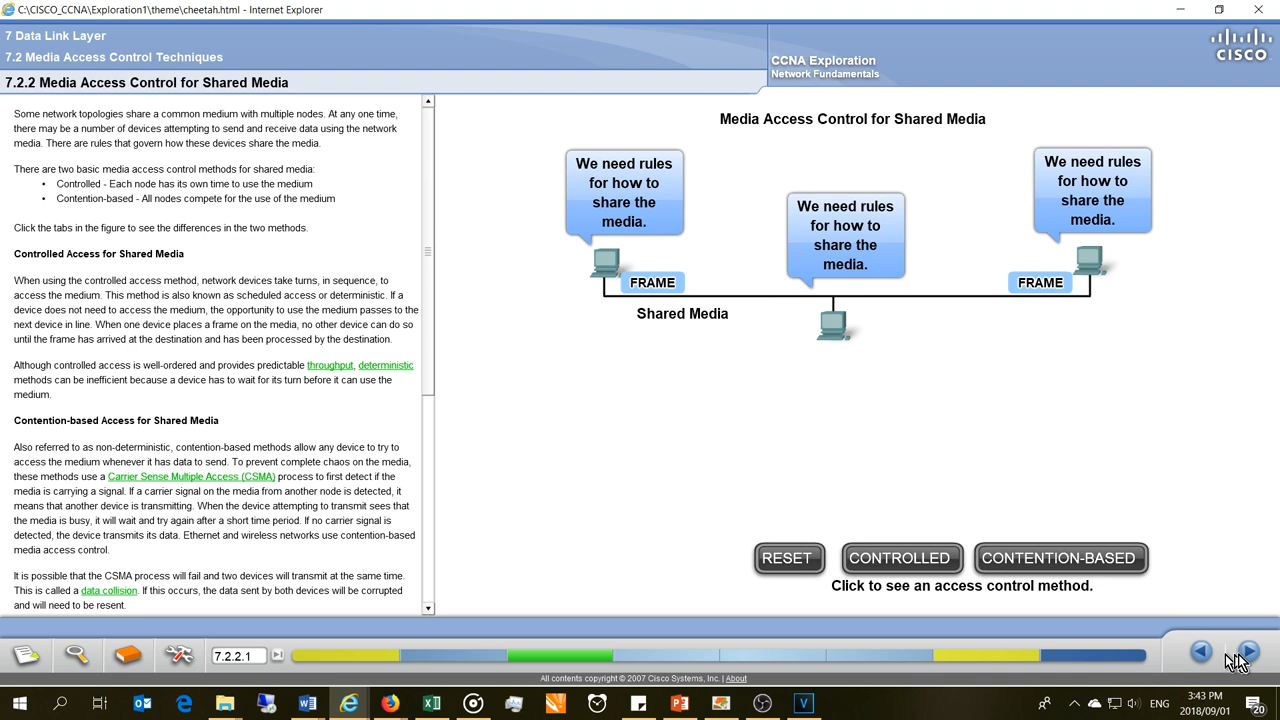 C:\CISCO_CCNA\Exploration1\theme\cheetah.html - Internet Explorer
7 Data Link Layer
7.2 Media Access Control Techniques
7.2.2 Media Access Control for Shared Media
CCNA Exploration
Network Fundamentals
CISCO
Some network topologies share a common medium with multiple nodes. At any one time,
there may be a number of devices attempting to send and receive data using the network
media. There are rules that govern how these devices share the media.
There are two basic media access control methods for shared media:
• Controlled - Each node has its own time to use the medium
• Contention-based - All nodes compete for the use of the medium
Click the tabs in the figure to see the differences in the two methods.
Controlled Access for Shared Media
When using the controlled access method, network devices take turns, in sequence, to
access the medium. This method is also known as scheduled access or deterministic. If a
device does not need to access the medium, the opportunity to use the medium passes to the
next device in line. When one device places a frame on the media, no other device can do so
until the frame has arrived at the destination and has been processed by the destination.
Although controlled access is well-ordered and provides predictable throughput, deterministic
methods can be inefficient because a device has to wait for its turn before it can use the
medium.
Contention-based Access for Shared Media
Also referred to as non-deterministic, contention-based methods allow any device to try to
access the medium whenever it has data to send. To prevent complete chaos on the media,
these methods use a Carrier Sense Multiple Access (CSMA) process to first detect if the
media is carrying a signal. If a carrier signal on the media from another node is detected, it
means that another device is transmitting. When the device attempting to transmit sees that
the media is busy, it will wait and try again after a short time period. If no carrier signal is
detected, the device transmits its data. Ethernet and wireless networks use contention-based
media access control.
It is possible that the CSMA process will fail and two devices will transmit at the same time.
This is called a data collision. If this occurs, the data sent by both devices will be corrupted
and will need to be resent.
Media Access Control for Shared Media
We need rules
for how to
share the
media.
We need rules
for how to
share the
media.
We need rules
for how to
share the
media.
FRAME
FRAME
Shared Media
RESET
CONTROLLED
CONTENTION-BASED
Click to see an access control method.
7.2.2.1
All contents copyright © 2007 Cisco Systems, Inc. | About
ENG
3:43 PM
2018/09/01
20